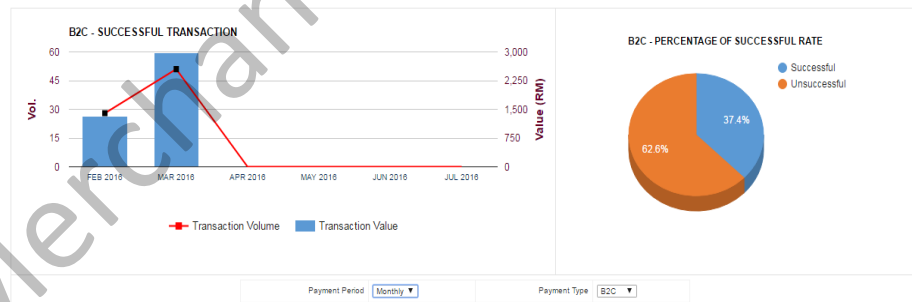 B2C - SUCCESSFUL TRANSACTION
60
45
30
15
0
Vol.
3,000
2,250
1,500
750
0
Value (RM)
FEB 2016 MAR 2016 APR 2016 MAY 2016 JUN 2016 JUL 2016
Transaction Volume Transaction Value
B2C - PERCENTAGE OF SUCCESSFUL RATE
Successful
Unsuccessful
37.4%
62.6%
Payment Period Monthly Payment Type B2C
Merchan